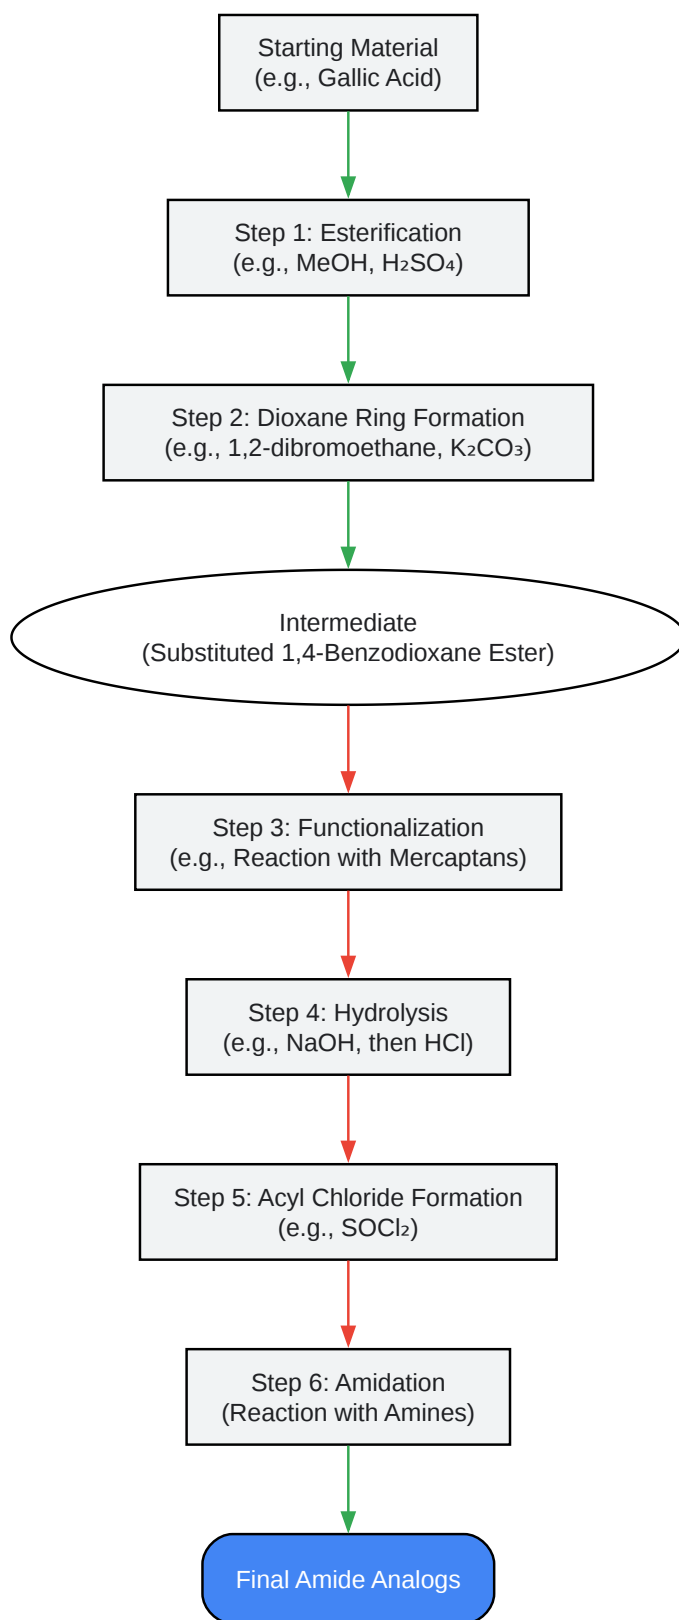 Starting Material
(e.g., Gallic Acid)
Step 1: Esterification
(e.g., MeOH, H₂SO₄)
Step 2: Dioxane Ring Formation
(e.g., 1,2-dibromoethane, K₂CO₃)
Intermediate
(Substituted 1,4-Benzodioxane Ester)
Step 3: Functionalization
(e.g., Reaction with Mercaptans)
Step 4: Hydrolysis
(e.g., NaOH, then HCl)
Step 5: Acyl Chloride Formation
(e.g., SOCl₂)
Step 6: Amidation
(Reaction with Amines)
Final Amide Analogs